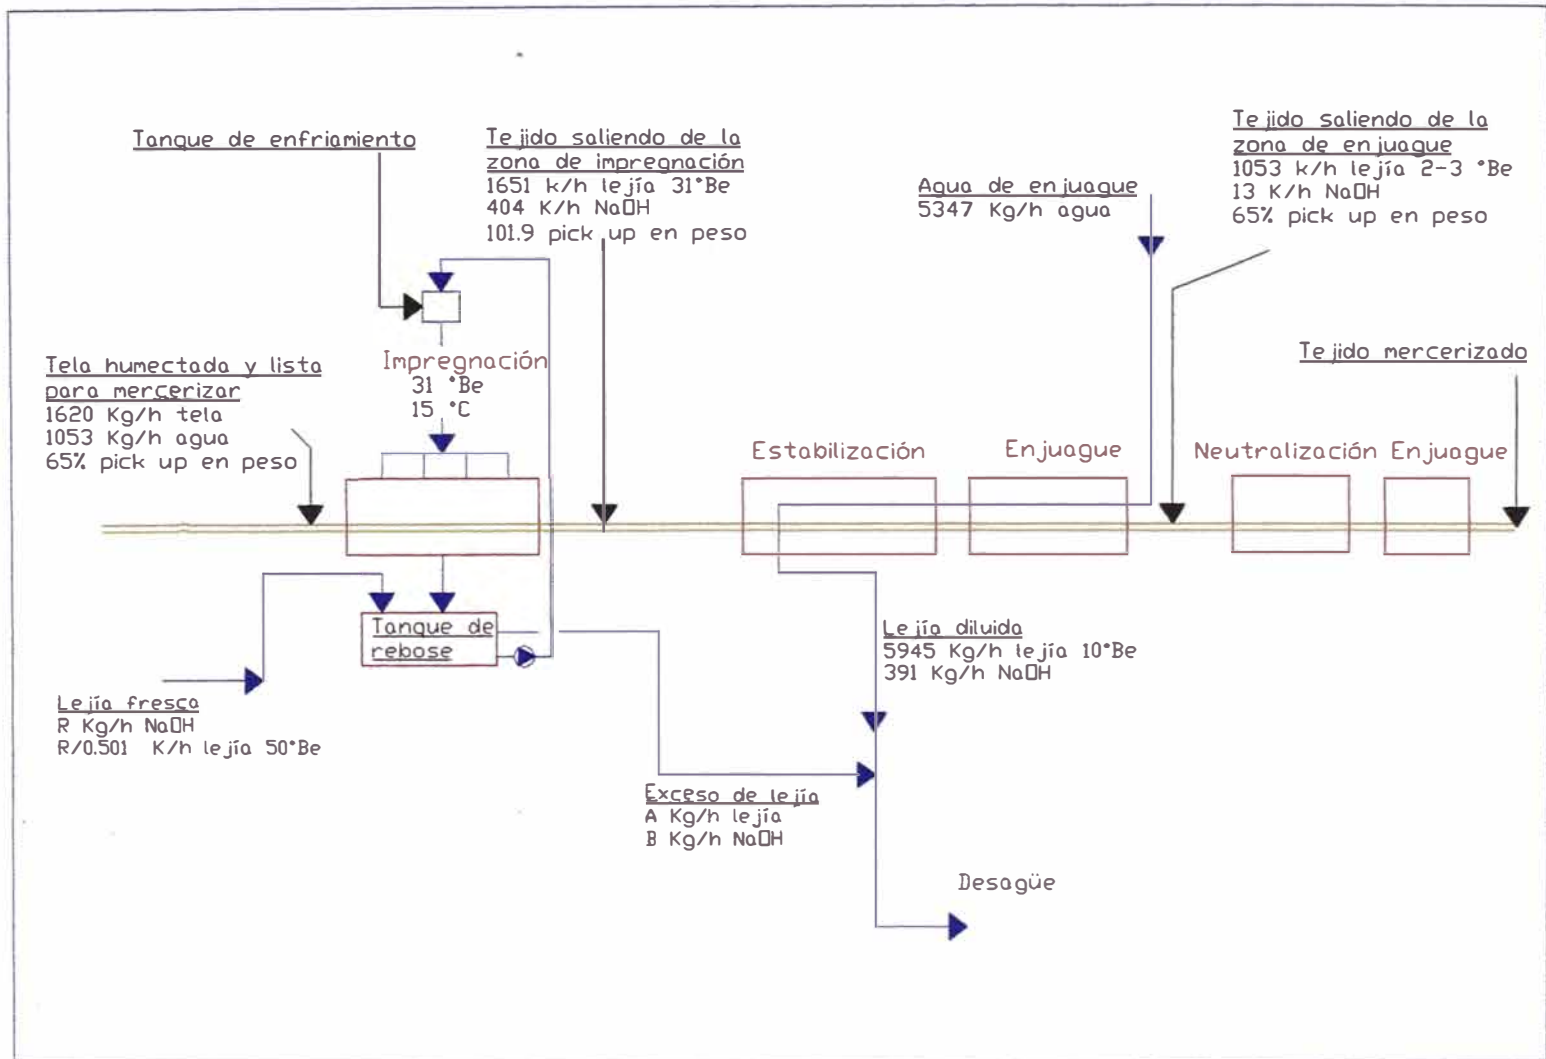 Tanque de enfriamiento
Tejido saliendo de la
zona de impregnación
1651 k/h lejía 31°Be
404 K/h NaOH
101.9 pick up en peso
Agua de enjuague
5347 Kg/h agua
Tejido saliendo de la
zona de enjuague
1053 k/h lejía 2-3 °Be
13 K/h NaOH
65% pick up en peso
Tela humectada y lista
para mercerizar
1620 Kg/h tela
1053 Kg/h agua
65% pick up en peso
Impregnación
31 °Be
15 °C
Tejido mercerizado
Estabilización
Enjuague
Neutralización
Enjuague
Tanque de
rebose
Lejía fresca
R Kg/h NaOH
R/0.501 K/h lejía 50°Be
Lejía diluida
5945 Kg/h lejía 10°Be
391 Kg/h NaOH
Exceso de lejía
A Kg/h lejía
B Kg/h NaOH
Desagüe